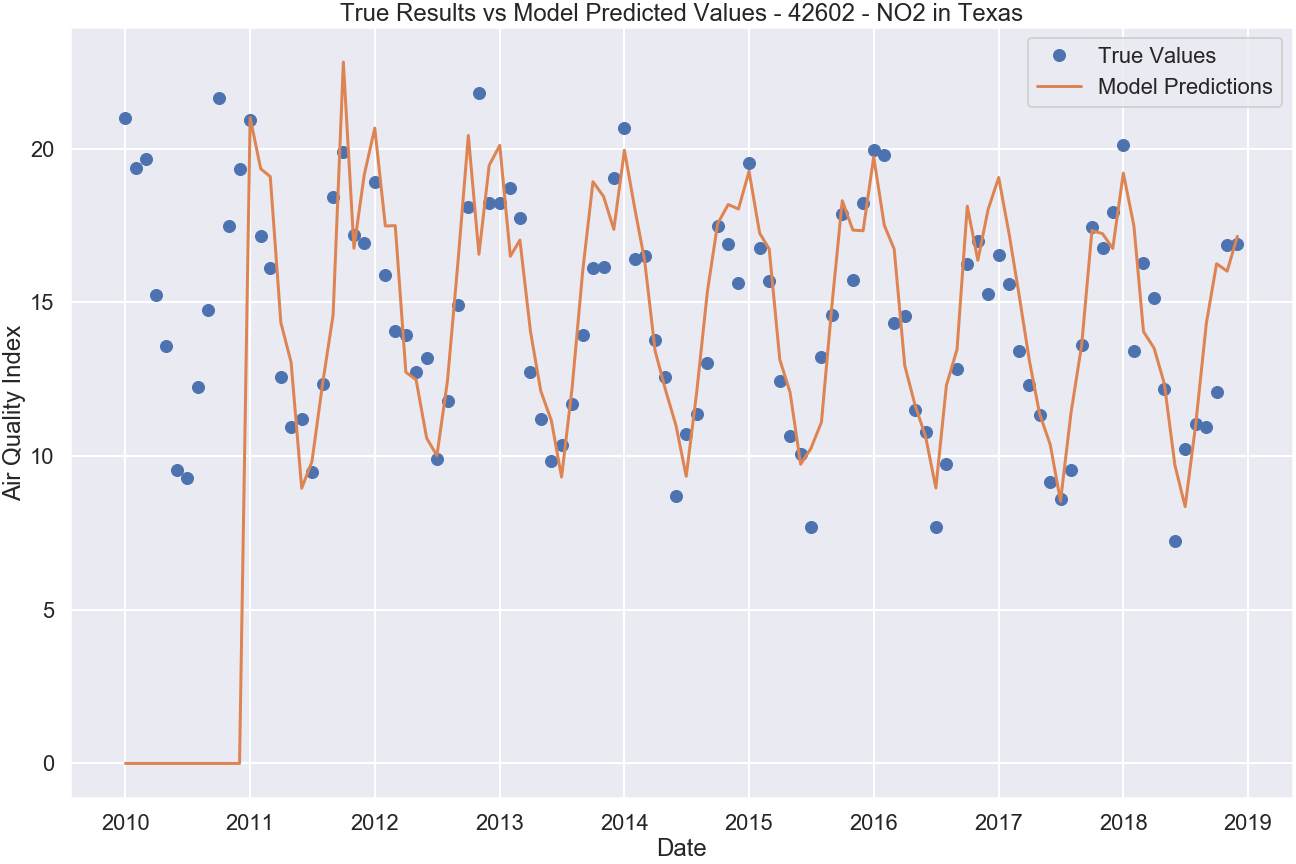 True Results vs Model Predicted Values - 42602 - NO2 in Texas
True Values
Model Predictions
Air Quality Index
20
15
10
5
0
2010 2011 2012 2013 2014 2015 2016 2017 2018 2019
Date